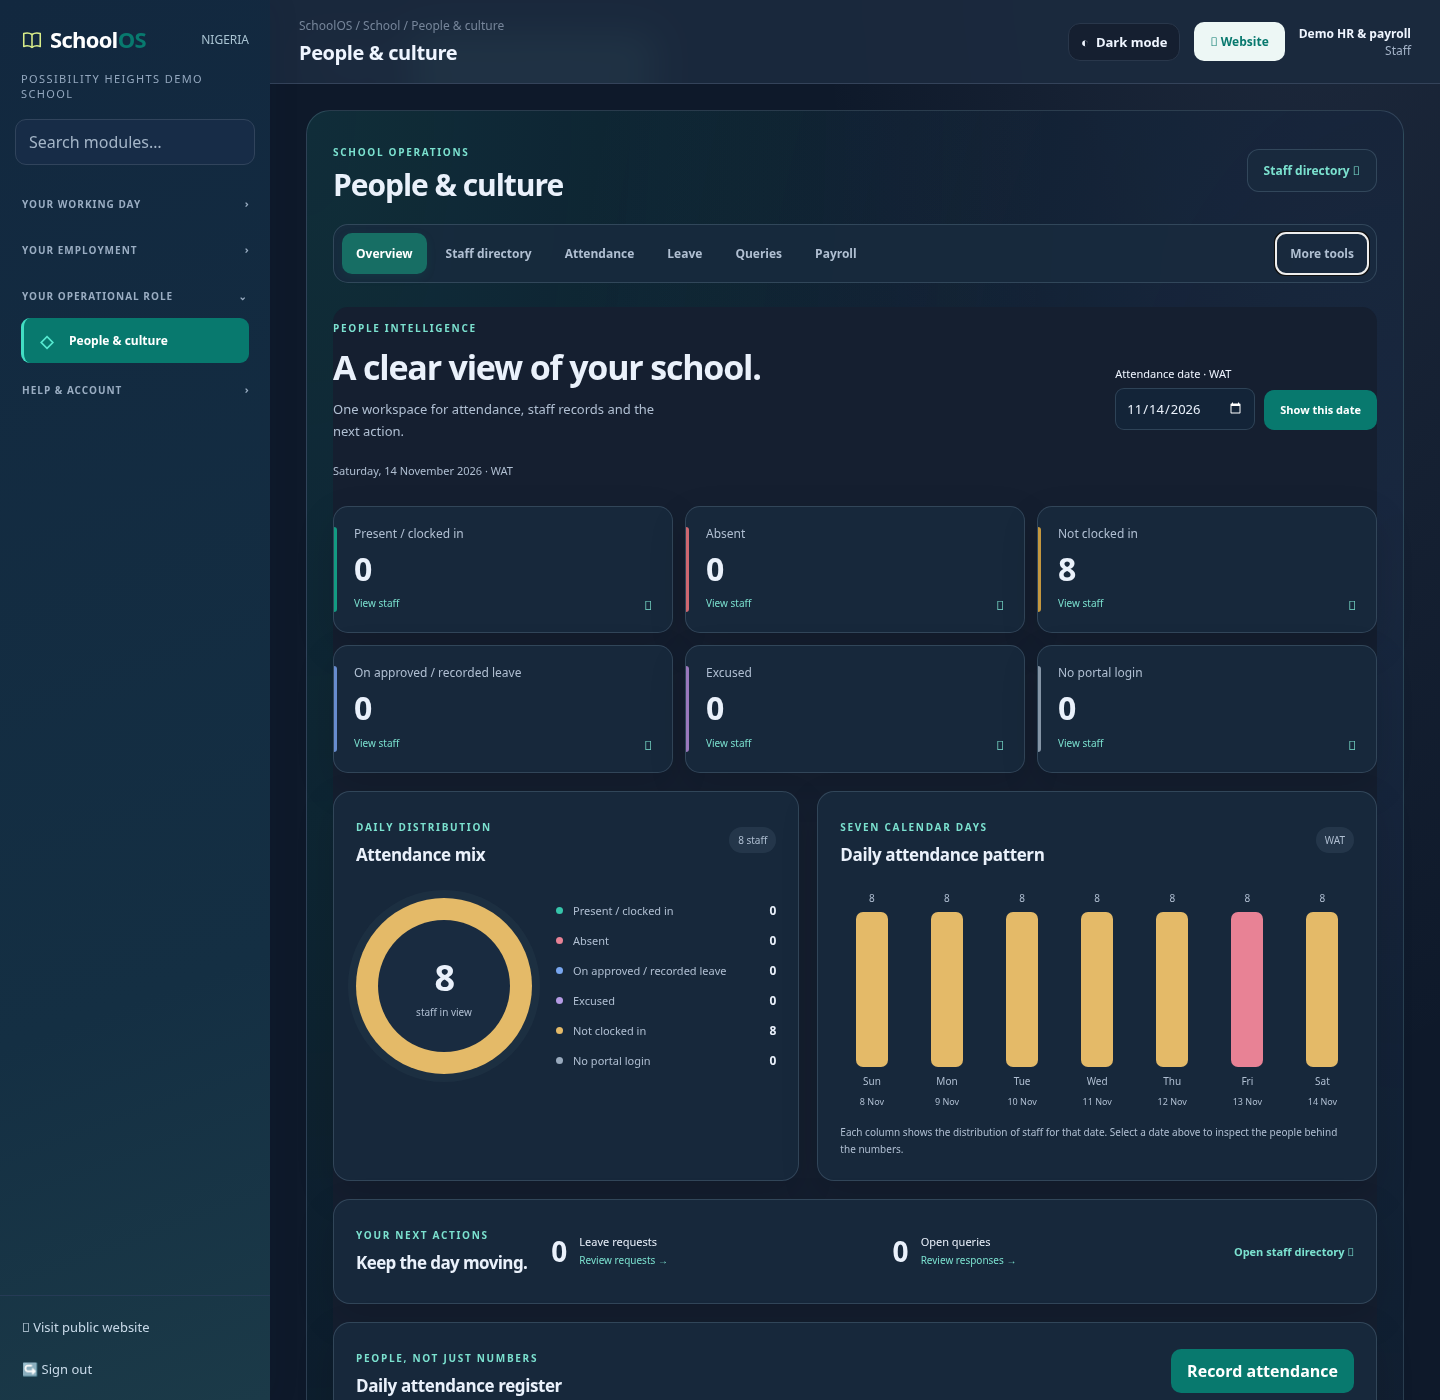 SchoolOS
NIGERIA
POSSIBILITY HEIGHTS DEMO
SCHOOL
Search modules...
YOUR WORKING DAY ›
YOUR EMPLOYMENT ›
YOUR OPERATIONAL ROLE ⌄
People & culture
HELP & ACCOUNT ›
Visit public website
Sign out
SchoolOS / School / People & culture
People & culture
Dark mode
Website
Demo HR & payroll
Staff
SCHOOL OPERATIONS
People & culture
Staff directory
Overview
Staff directory
Attendance
Leave
Queries
Payroll
More tools
PEOPLE INTELLIGENCE
A clear view of your school.
One workspace for attendance, staff records and the
next action.
Saturday, 14 November 2026 · WAT
Attendance date · WAT
11/14/2026
Show this date
Present / clocked in
0
View staff
Absent
0
View staff
Not clocked in
8
View staff
On approved / recorded leave
0
View staff
Excused
0
View staff
No portal login
0
View staff
DAILY DISTRIBUTION
Attendance mix
8 staff
8
staff in view
Present / clocked in 0
Absent 0
On approved / recorded leave 0
Excused 0
Not clocked in 8
No portal login 0
SEVEN CALENDAR DAYS
Daily attendance pattern
WAT
8 8 8 8 8 8 8
Sun Mon Tue Wed Thu Fri Sat
8 Nov 9 Nov 10 Nov 11 Nov 12 Nov 13 Nov 14 Nov
Each column shows the distribution of staff for that date. Select a date above to inspect the people behind
the numbers.
YOUR NEXT ACTIONS
Keep the day moving.
0
Leave requests
Review requests →
0
Open queries
Review responses →
Open staff directory
PEOPLE, NOT JUST NUMBERS
Daily attendance register
Record attendance